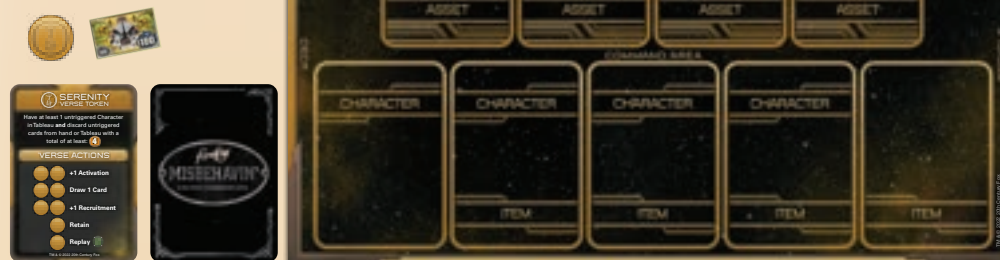 100
SERENITY
VERSE TOKEN
Have at least 1 untriggered Character
in Tableau and discard untriggered
cards from hand or Tableau with a
total of at least: 4
VERSE ACTIONS
+1 Activation
Draw 1 Card
+1 Recruitment
Retain
Replay
firefly
MISBEHAVIN'
ASSET ASSET ASSET ASSET
COMMAND AREA
CHARACTER CHARACTER CHARACTER CHARACTER
ITEM ITEM ITEM ITEM